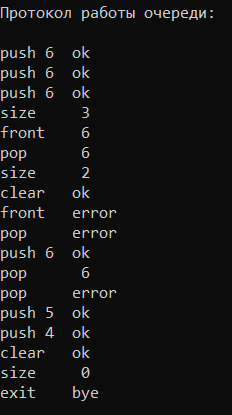 Протокол работы очереди:
push 6 ok
push 6 ok
push 6 ok
size 3
front 6
pop 6
size 2
clear ok
front error
pop error
push 6 ok
pop 6
pop error
push 5 ok
push 4 ok
clear ok
size 0
exit bye